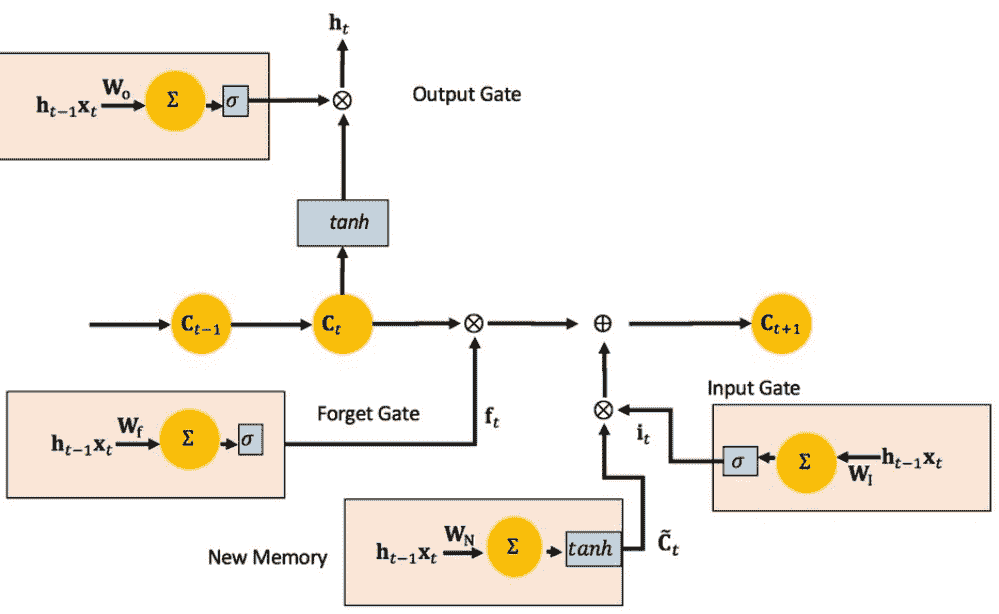 h_t
h_{t−1}x_t W_o Σ σ ⊗ Output Gate
tanh
C_{t−1} C_t ⊗ ⊕ C_{t+1}
Forget Gate f_t
h_{t−1}x_t W_f Σ σ
Input Gate
⊗ i_t
σ Σ W_I h_{t−1}x_t
New Memory
h_{t−1}x_t W_N Σ tanh C̃_t